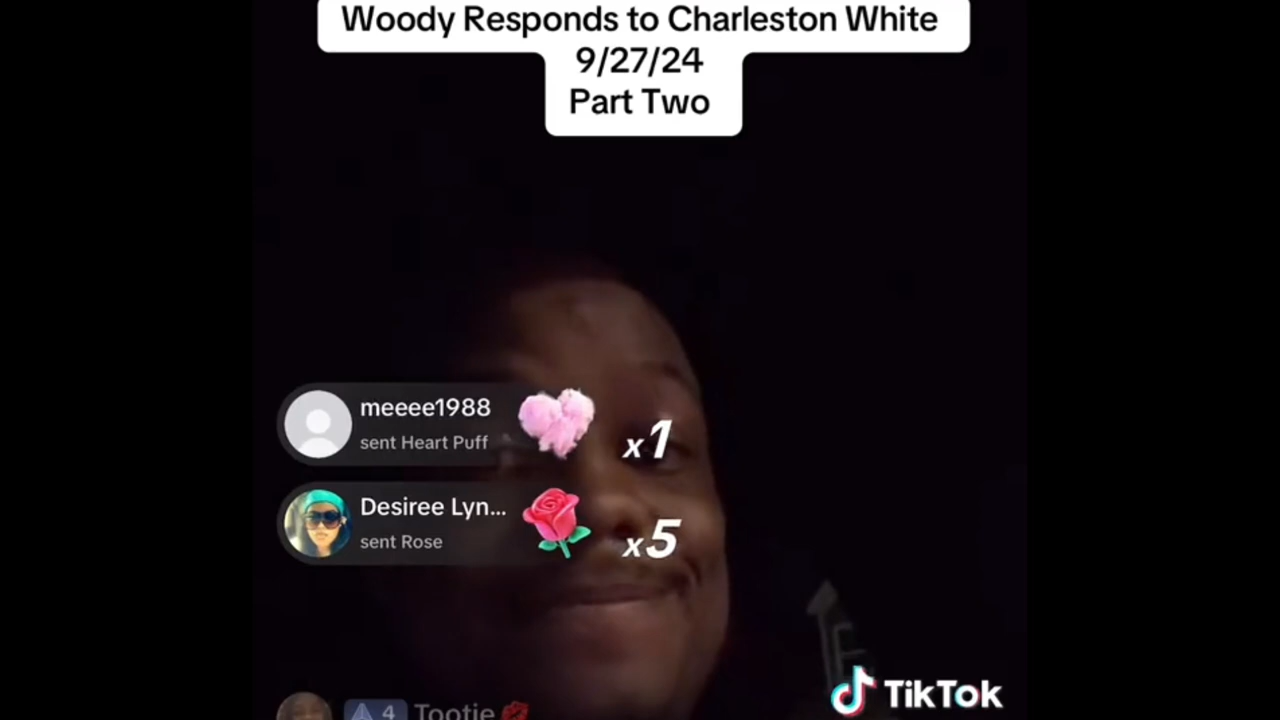 Woody Responds to Charleston White
9/27/24
Part Two
meeee1988
sent Heart Puff
x1
Desiree Lyn...
sent Rose
x5
4 Tootie
TikTok